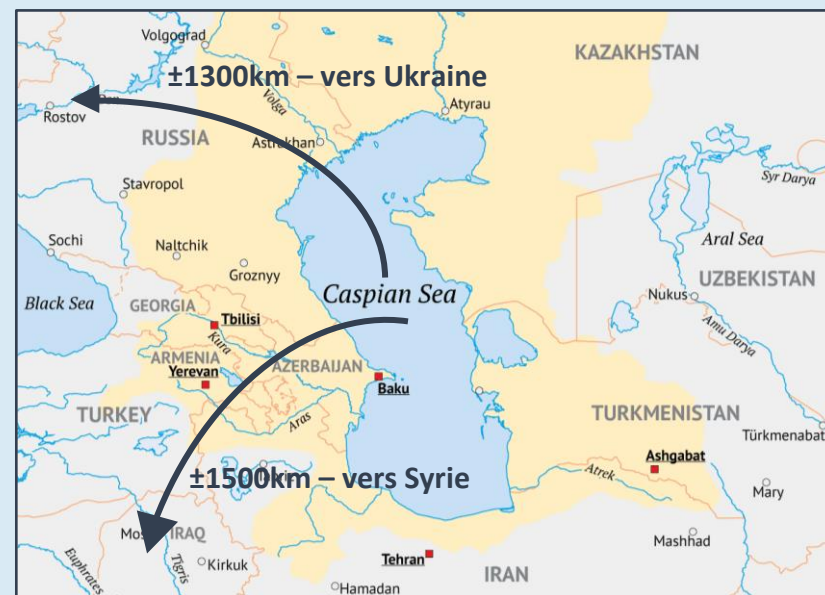 Volgograd
KAZAKHSTAN
±1300km – vers Ukraine
Volga
Atyrau
Rostov
RUSSIA
Astrakhan
Syr Darya
Stavropol
Aral Sea
Sochi
Naltchik
Groznyy
UZBEKISTAN
Caspian Sea
Nukus
Black Sea
GEORGIA
Tbilisi
Kura
Amu Darya
ARMENIA
AZERBAIJAN
Yerevan
Baku
TURKEY
Aras
TURKMENISTAN
Türkmenabat
Ashgabat
±1500km – vers Syrie
Atrek
Mary
Mos
IRAQ
Mashhad
Kirkuk
Tehran
Euphrates
Tigris
IRAN
Hamadan